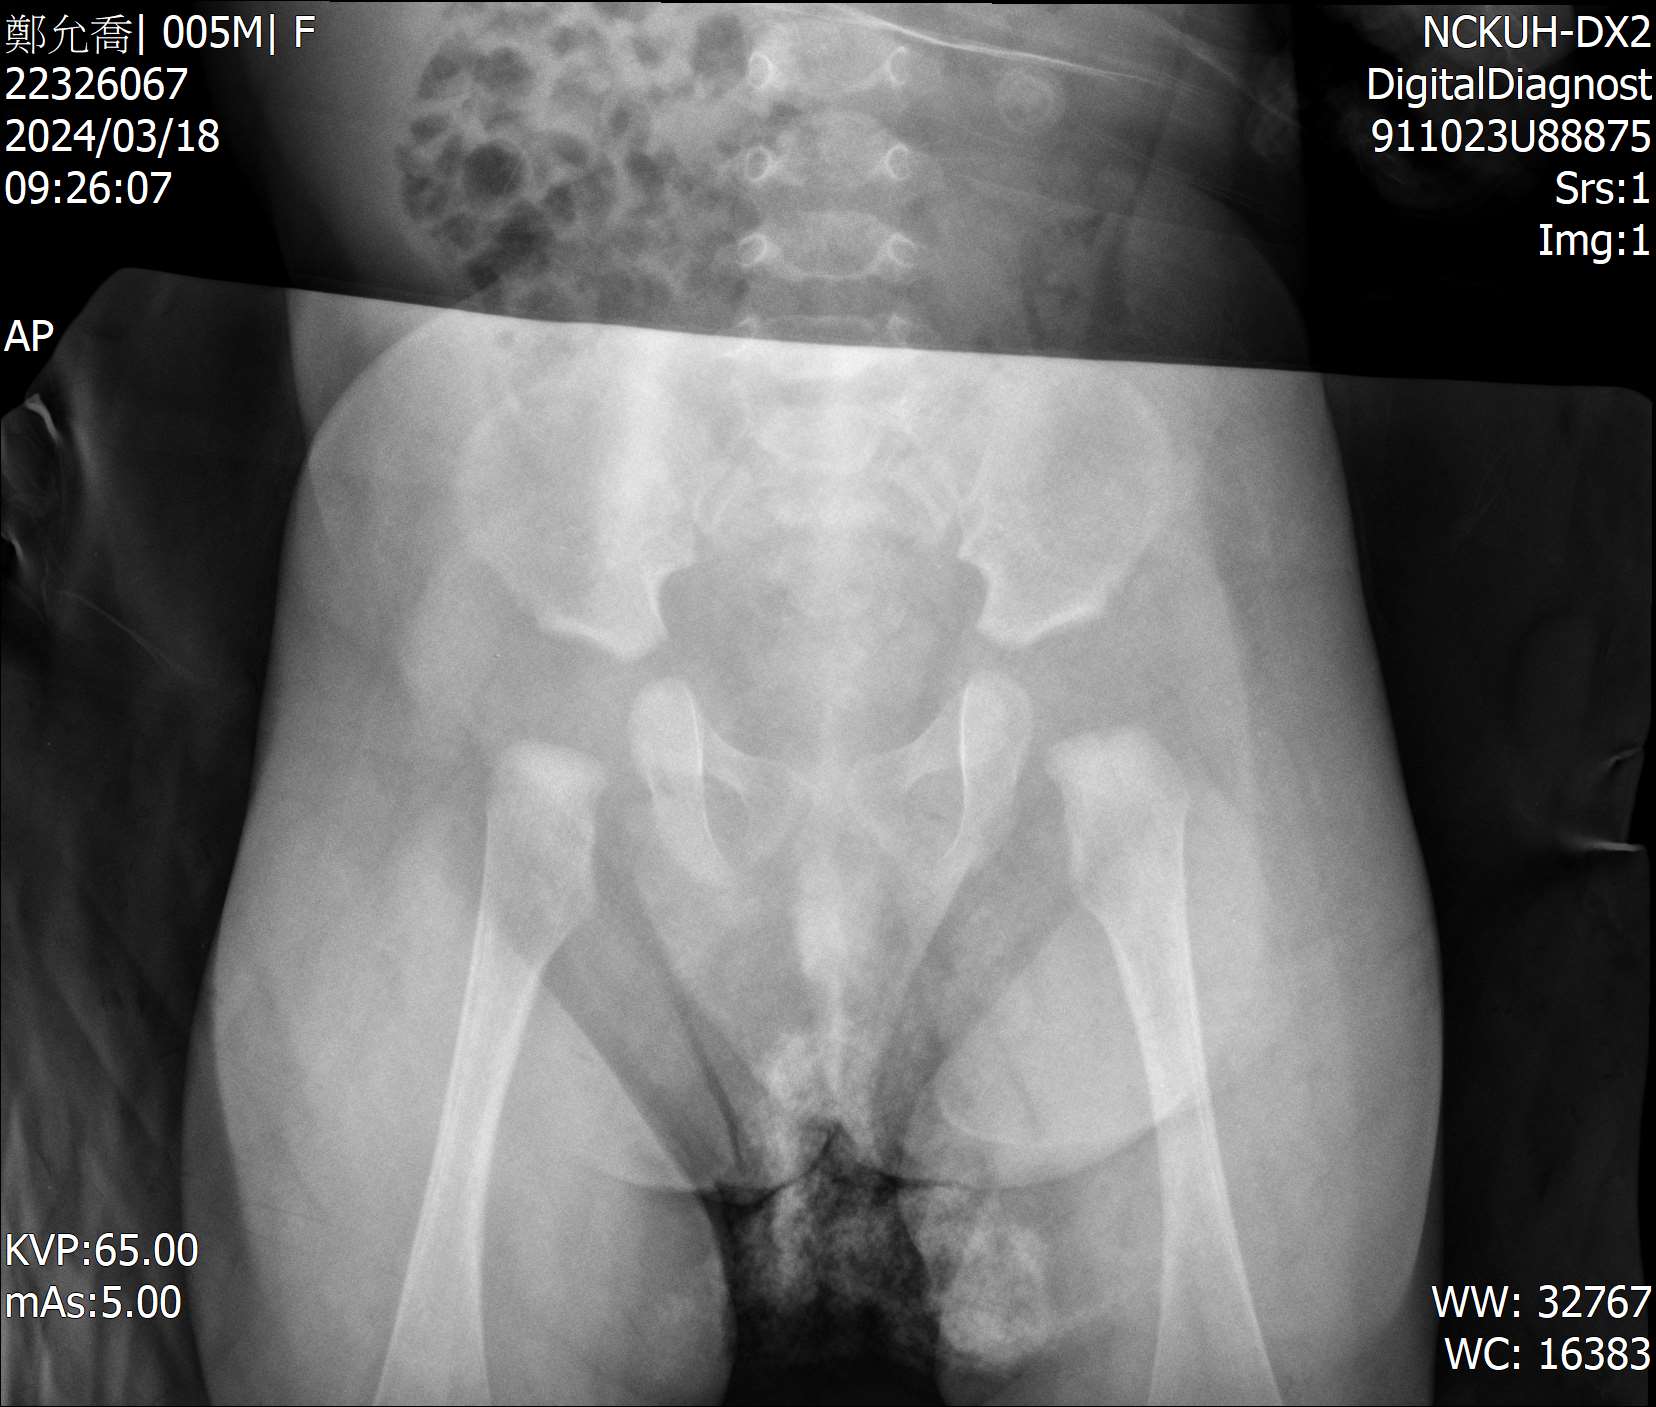 鄭允喬| 005M| F
22326067
2024/03/18
09:26:07
AP
NCKUH-DX2
DigitalDiagnost
911023U88875
Srs:1
Img:1
KVP:65.00
mAs:5.00
WW: 32767
WC: 16383